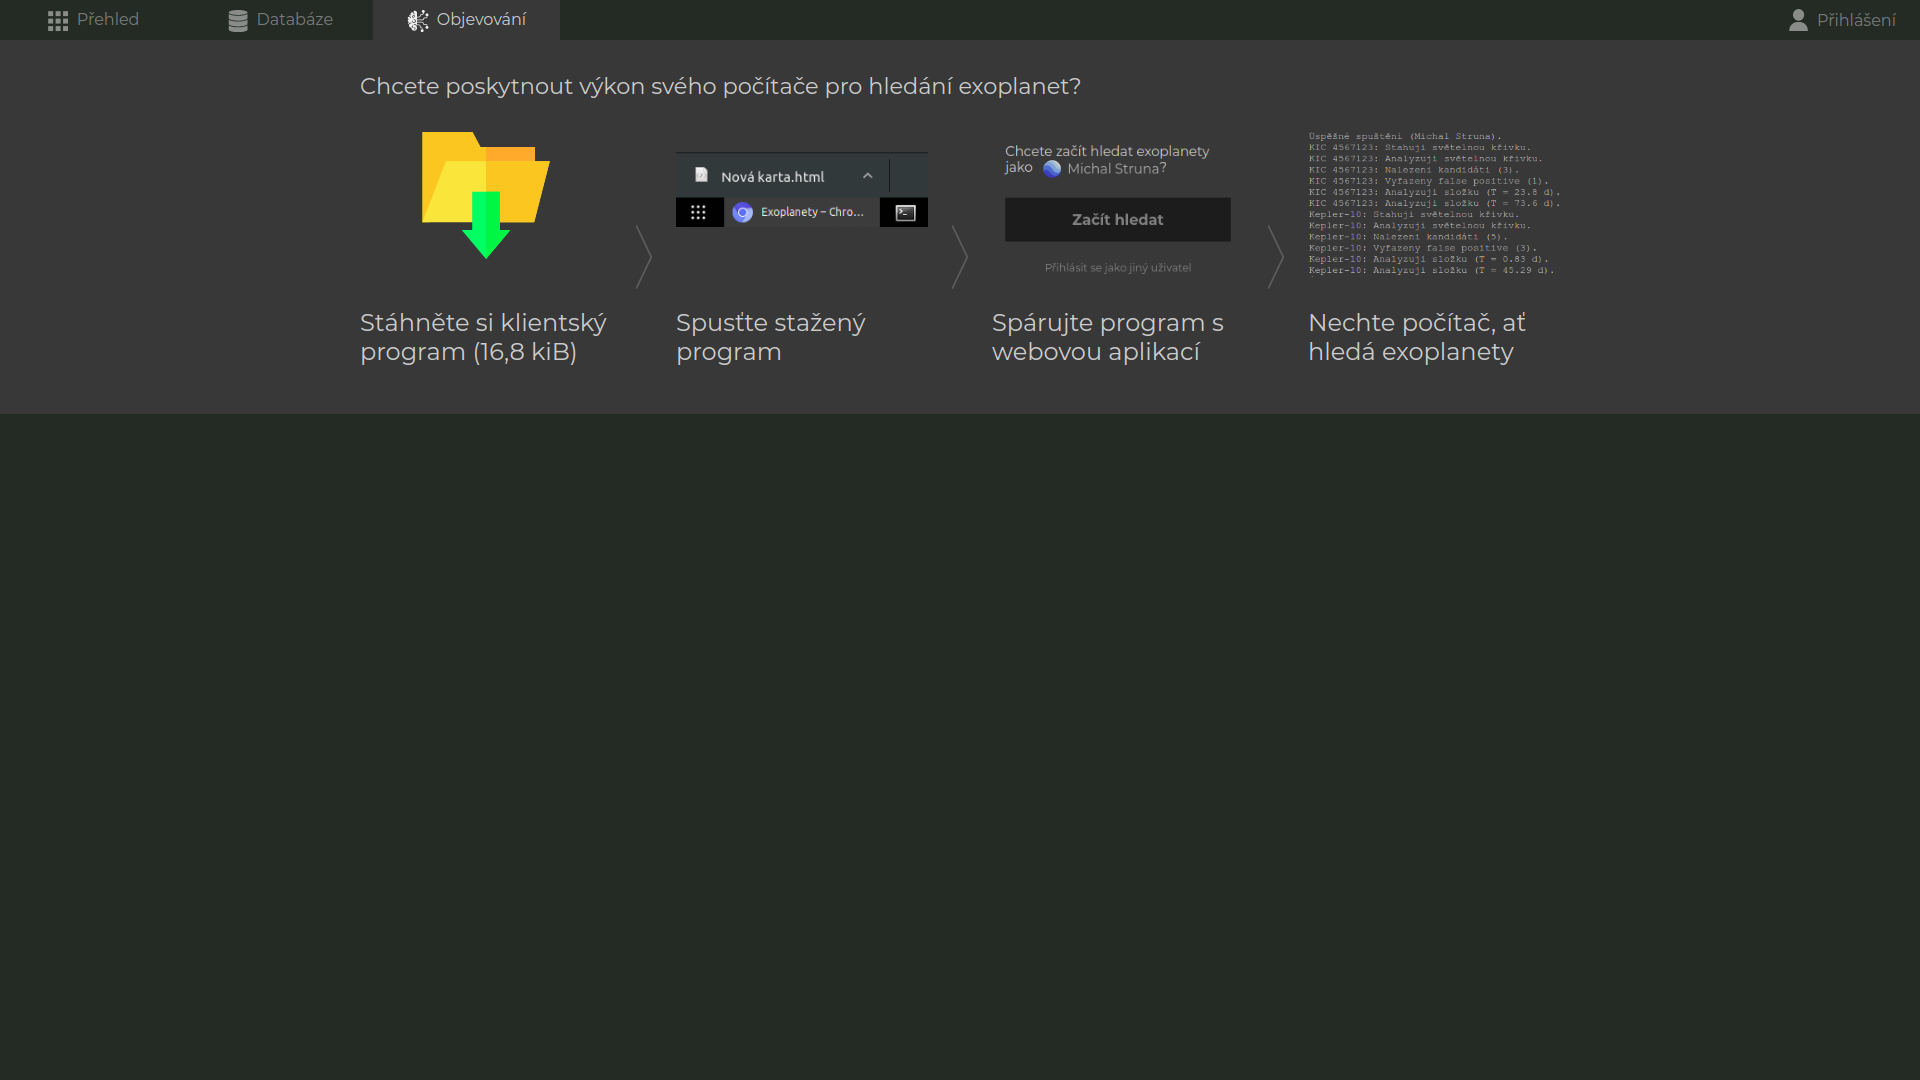 Přehled
Databáze
Objevování
Přihlášení
Chcete poskytnout výkon svého počítače pro hledání exoplanet?
Nová karta.html
Exoplanety – Chro...
Chcete začít hledat exoplanety
jako Michal Struna?
Začít hledat
Přihlásit se jako jiný uživatel
Úspěšné spuštění (Michal Struna).
KIC 4567123: Stahuji světelnou křivku.
KIC 4567123: Analyzuji světelnou křivku.
KIC 4567123: Nalezeni kandidáti (3).
KIC 4567123: Vyřazeny false positive (1).
KIC 4567123: Analyzuji složku (T = 23.8 d).
KIC 4567123: Analyzuji složku (T = 73.6 d).
Kepler-10: Stahuji světelnou křivku.
Kepler-10: Analyzuji světelnou křivku.
Kepler-10: Nalezeni kandidáti (5).
Kepler-10: Vyřazeny false positive (3).
Kepler-10: Analyzuji složku (T = 0.83 d).
Kepler-10: Analyzuji složku (T = 45.29 d).
Stáhněte si klientský
program (16,8 kiB)
Spusťte stažený
program
Spárujte program s
webovou aplikací
Nechte počítač, ať
hledá exoplanety